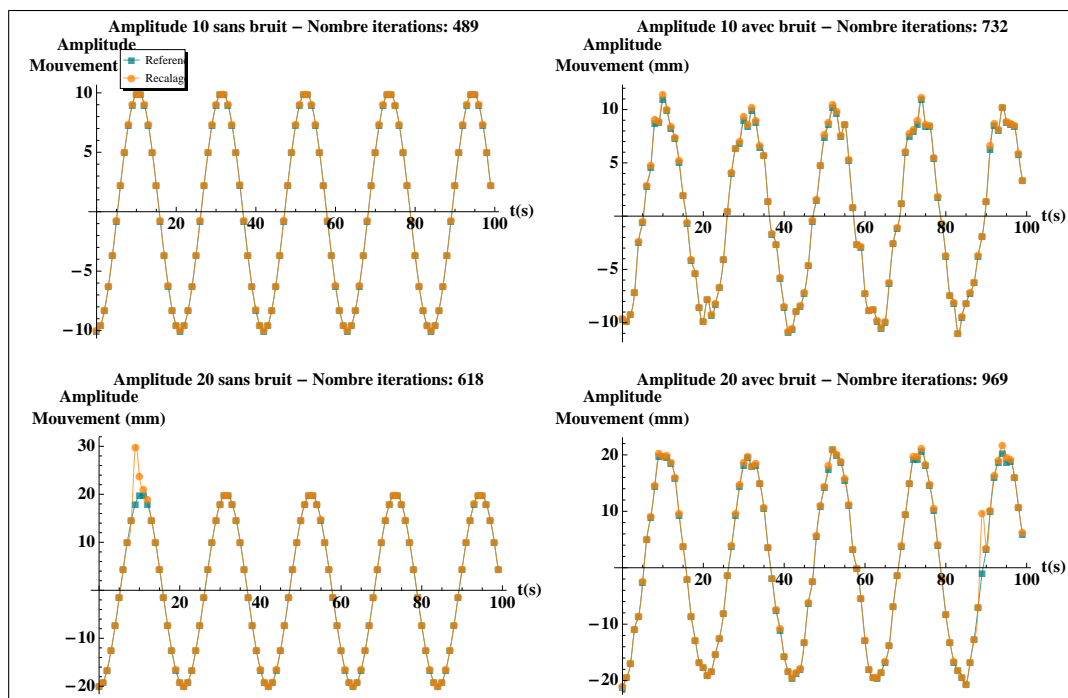 Amplitude 10 sans bruit − Nombre iterations: 489
Amplitude
Mouvement
Referen
Recalag
10
5
−5
−10
20
40
60
80
100
t(s)
Amplitude 10 avec bruit − Nombre iterations: 732
Amplitude
Mouvement (mm)
10
5
−5
−10
20
40
60
80
100
t(s)
Amplitude 20 sans bruit − Nombre iterations: 618
Amplitude
Mouvement (mm)
30
20
10
−10
−20
20
40
60
80
100
t(s)
Amplitude 20 avec bruit − Nombre iterations: 969
Amplitude
Mouvement (mm)
20
10
−10
−20
20
40
60
80
100
t(s)